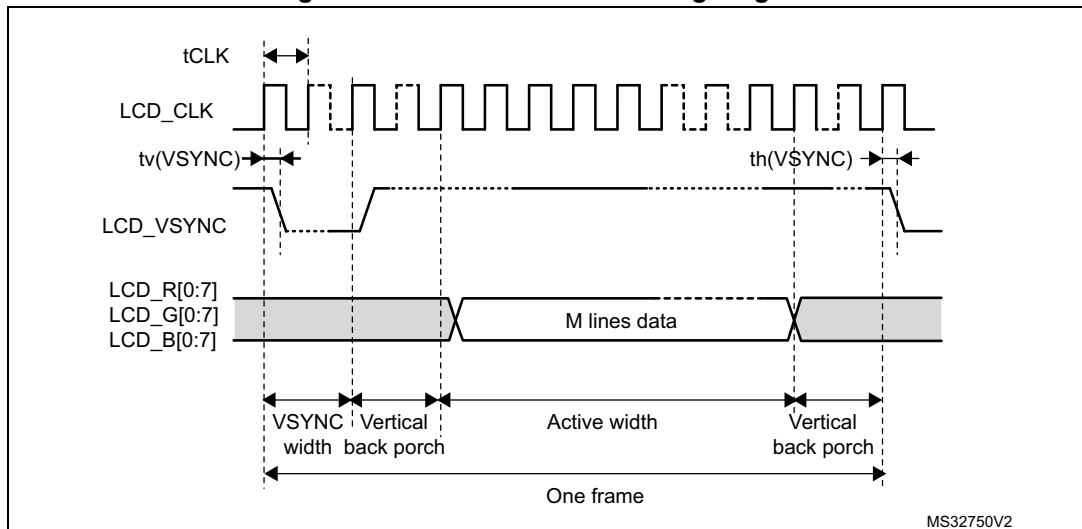 tCLK
LCD_CLK
tv(VSYNC)
th(VSYNC)
LCD_VSYNC
LCD_R[0:7]
LCD_G[0:7]
LCD_B[0:7]
M lines data
VSYNC width
Vertical back porch
Active width
Vertical back porch
One frame
MS32750V2